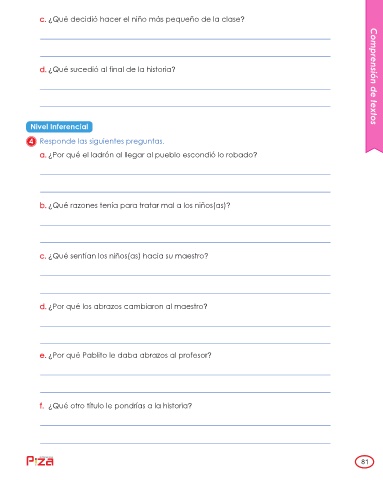 c. ¿Qué decidió hacer el niño más pequeño de la clase?
d. ¿Qué sucedió al final de la historia?
Comprensión de textos
Nivel Inferencial
4 Responde las siguientes preguntas.
a. ¿Por qué el ladrón al llegar al pueblo escondió lo robado?
b. ¿Qué razones tenía para tratar mal a los niños(as)?
c. ¿Qué sentían los niños(as) hacia su maestro?
d. ¿Por qué los abrazos cambiaron al maestro?
e. ¿Por qué Pablito le daba abrazos al profesor?
f. ¿Qué otro título le pondrías a la historia?
Piza
81